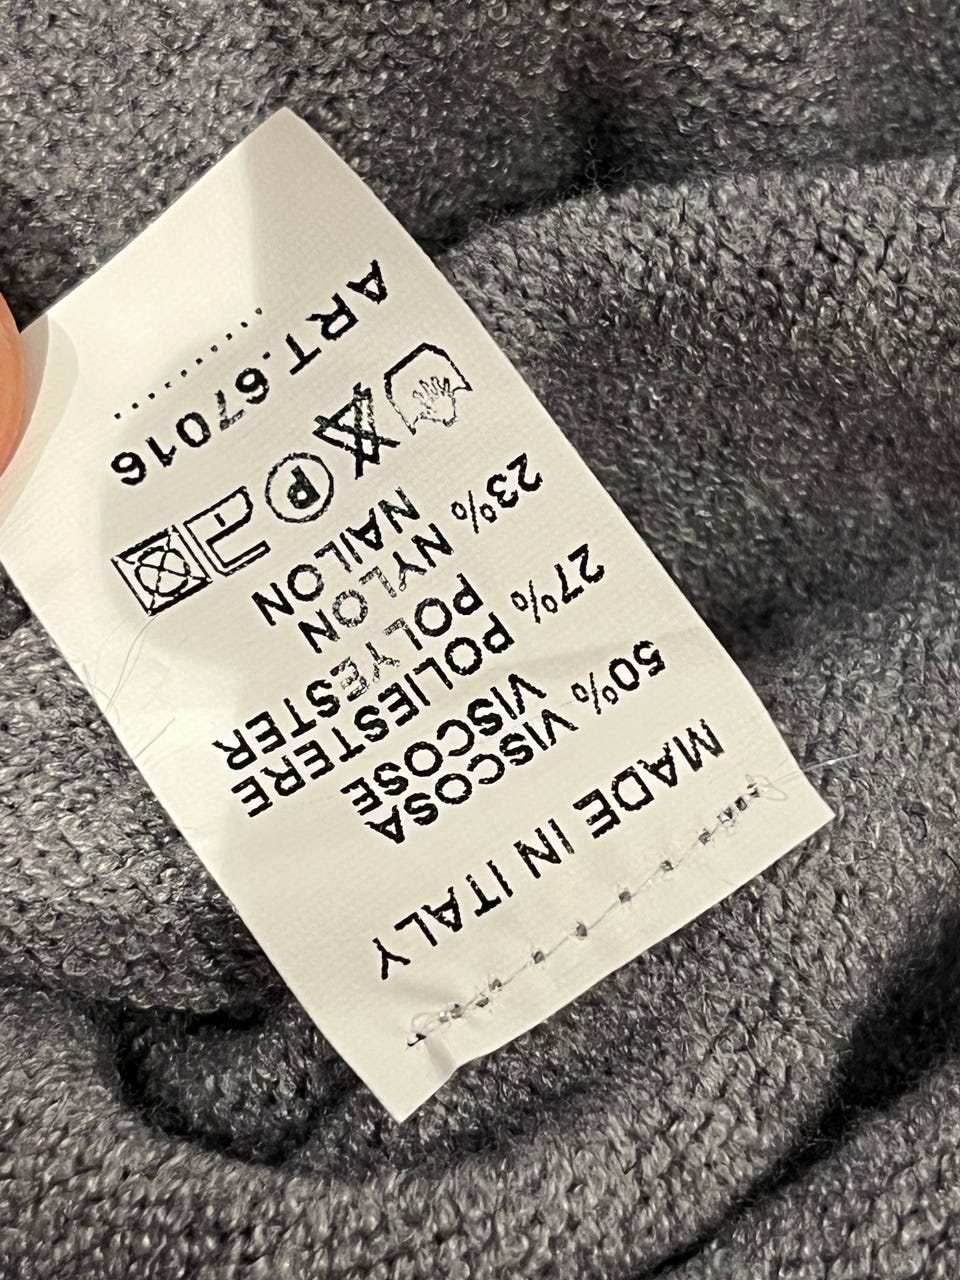 MADE IN ITALY
50% VISCOSA
VISCOSE
27% POLIESTERE
POLYESTER
23% NYLON
NAILON
P
ART.67016